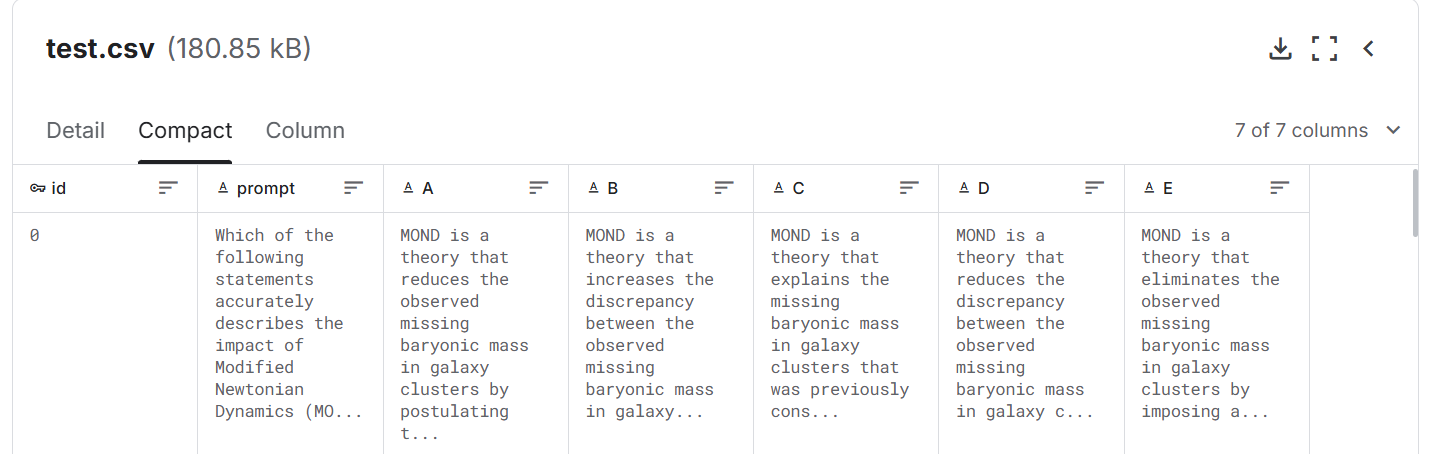 test.csv (180.85 kB)
Detail Compact Column 7 of 7 columns
id prompt A B C D E
0
Which of the
following
statements
accurately
describes the
impact of
Modified
Newtonian
Dynamics (MO...
MOND is a
theory that
reduces the
observed
missing
baryonic mass
in galaxy
clusters by
postulating
t...
MOND is a
theory that
increases the
discrepancy
between the
observed
missing
baryonic mass
in galaxy...
MOND is a
theory that
explains the
missing
baryonic mass
in galaxy
clusters that
was previously
cons...
MOND is a
theory that
reduces the
discrepancy
between the
observed
missing
baryonic mass
in galaxy c...
MOND is a
theory that
eliminates the
observed
missing
baryonic mass
in galaxy
clusters by
imposing a...